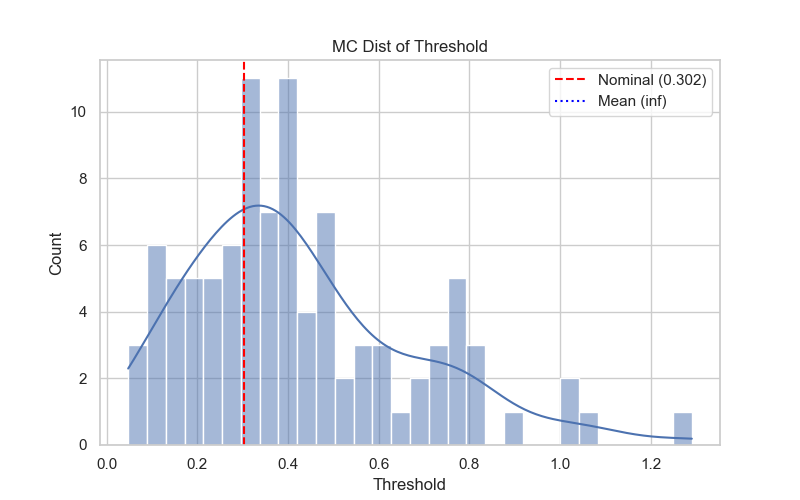 MC Dist of Threshold
Nominal (0.302)
Mean (inf)
10
8
6
4
2
0
Count
0.0 0.2 0.4 0.6 0.8 1.0 1.2
Threshold